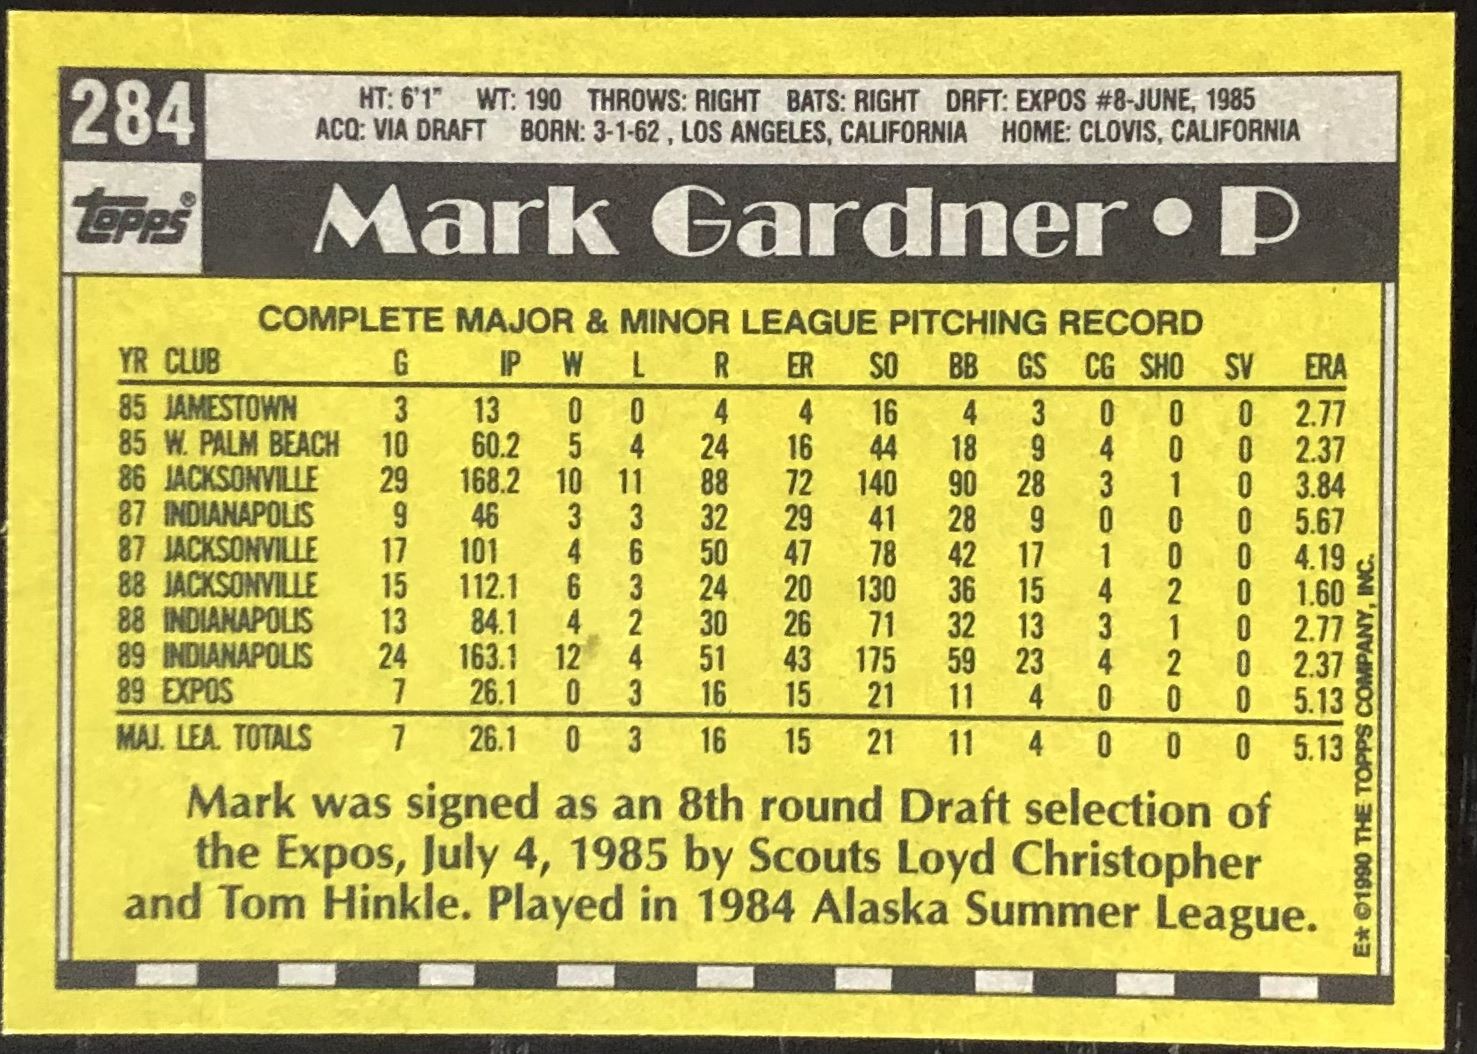 284
HT: 6'1" WT: 190 THROWS: RIGHT BATS: RIGHT DRFT: EXPOS #8-JUNE, 1985
ACQ: VIA DRAFT BORN: 3-1-62 , LOS ANGELES, CALIFORNIA HOME: CLOVIS, CALIFORNIA
topps®
Mark Gardner • P
COMPLETE MAJOR & MINOR LEAGUE PITCHING RECORD
YR CLUB G IP W L R ER SO BB GS CG SHO SV ERA
85 JAMESTOWN 3 13 0 0 4 4 16 4 3 0 0 0 2.77
85 W. PALM BEACH 10 60.2 5 4 24 16 44 18 9 4 0 0 2.37
86 JACKSONVILLE 29 168.2 10 11 88 72 140 90 28 3 1 0 3.84
87 INDIANAPOLIS 9 46 3 3 32 29 41 28 9 0 0 0 5.67
87 JACKSONVILLE 17 101 4 6 50 47 78 42 17 1 0 0 4.19
88 JACKSONVILLE 15 112.1 6 3 24 20 130 36 15 4 2 0 1.60
88 INDIANAPOLIS 13 84.1 4 2 30 26 71 32 13 3 1 0 2.77
89 INDIANAPOLIS 24 163.1 12 4 51 43 175 59 23 4 2 0 2.37
89 EXPOS 7 26.1 0 3 16 15 21 11 4 0 0 0 5.13
MAJ. LEA. TOTALS 7 26.1 0 3 16 15 21 11 4 0 0 0 5.13
Mark was signed as an 8th round Draft selection of
the Expos, July 4, 1985 by Scouts Loyd Christopher
and Tom Hinkle. Played in 1984 Alaska Summer League.
E* ©1990 THE TOPPS COMPANY, INC.